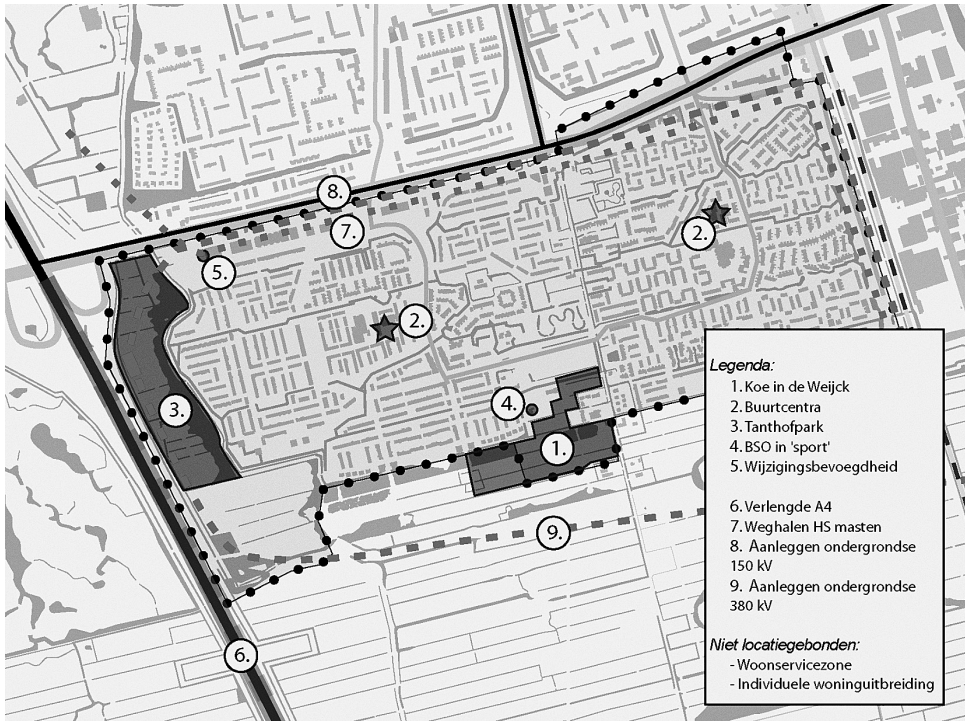 8.
7.
5.
2.
2.
3.
4.
1.
9.
6.
Legenda:
1. Koe in de Weijck
2. Buurtcentra
3. Tanthofpark
4. BSO in 'sport'
5. Wijzigingsbevoegdheid
6. Verlengde A4
7. Weghalen HS masten
8. Aanleggen ondergrondse
150 kV
9. Aanleggen ondergrondse
380 kV
Niet locatiegebonden:
- Woonservicezone
- Individuele woninguitbreiding